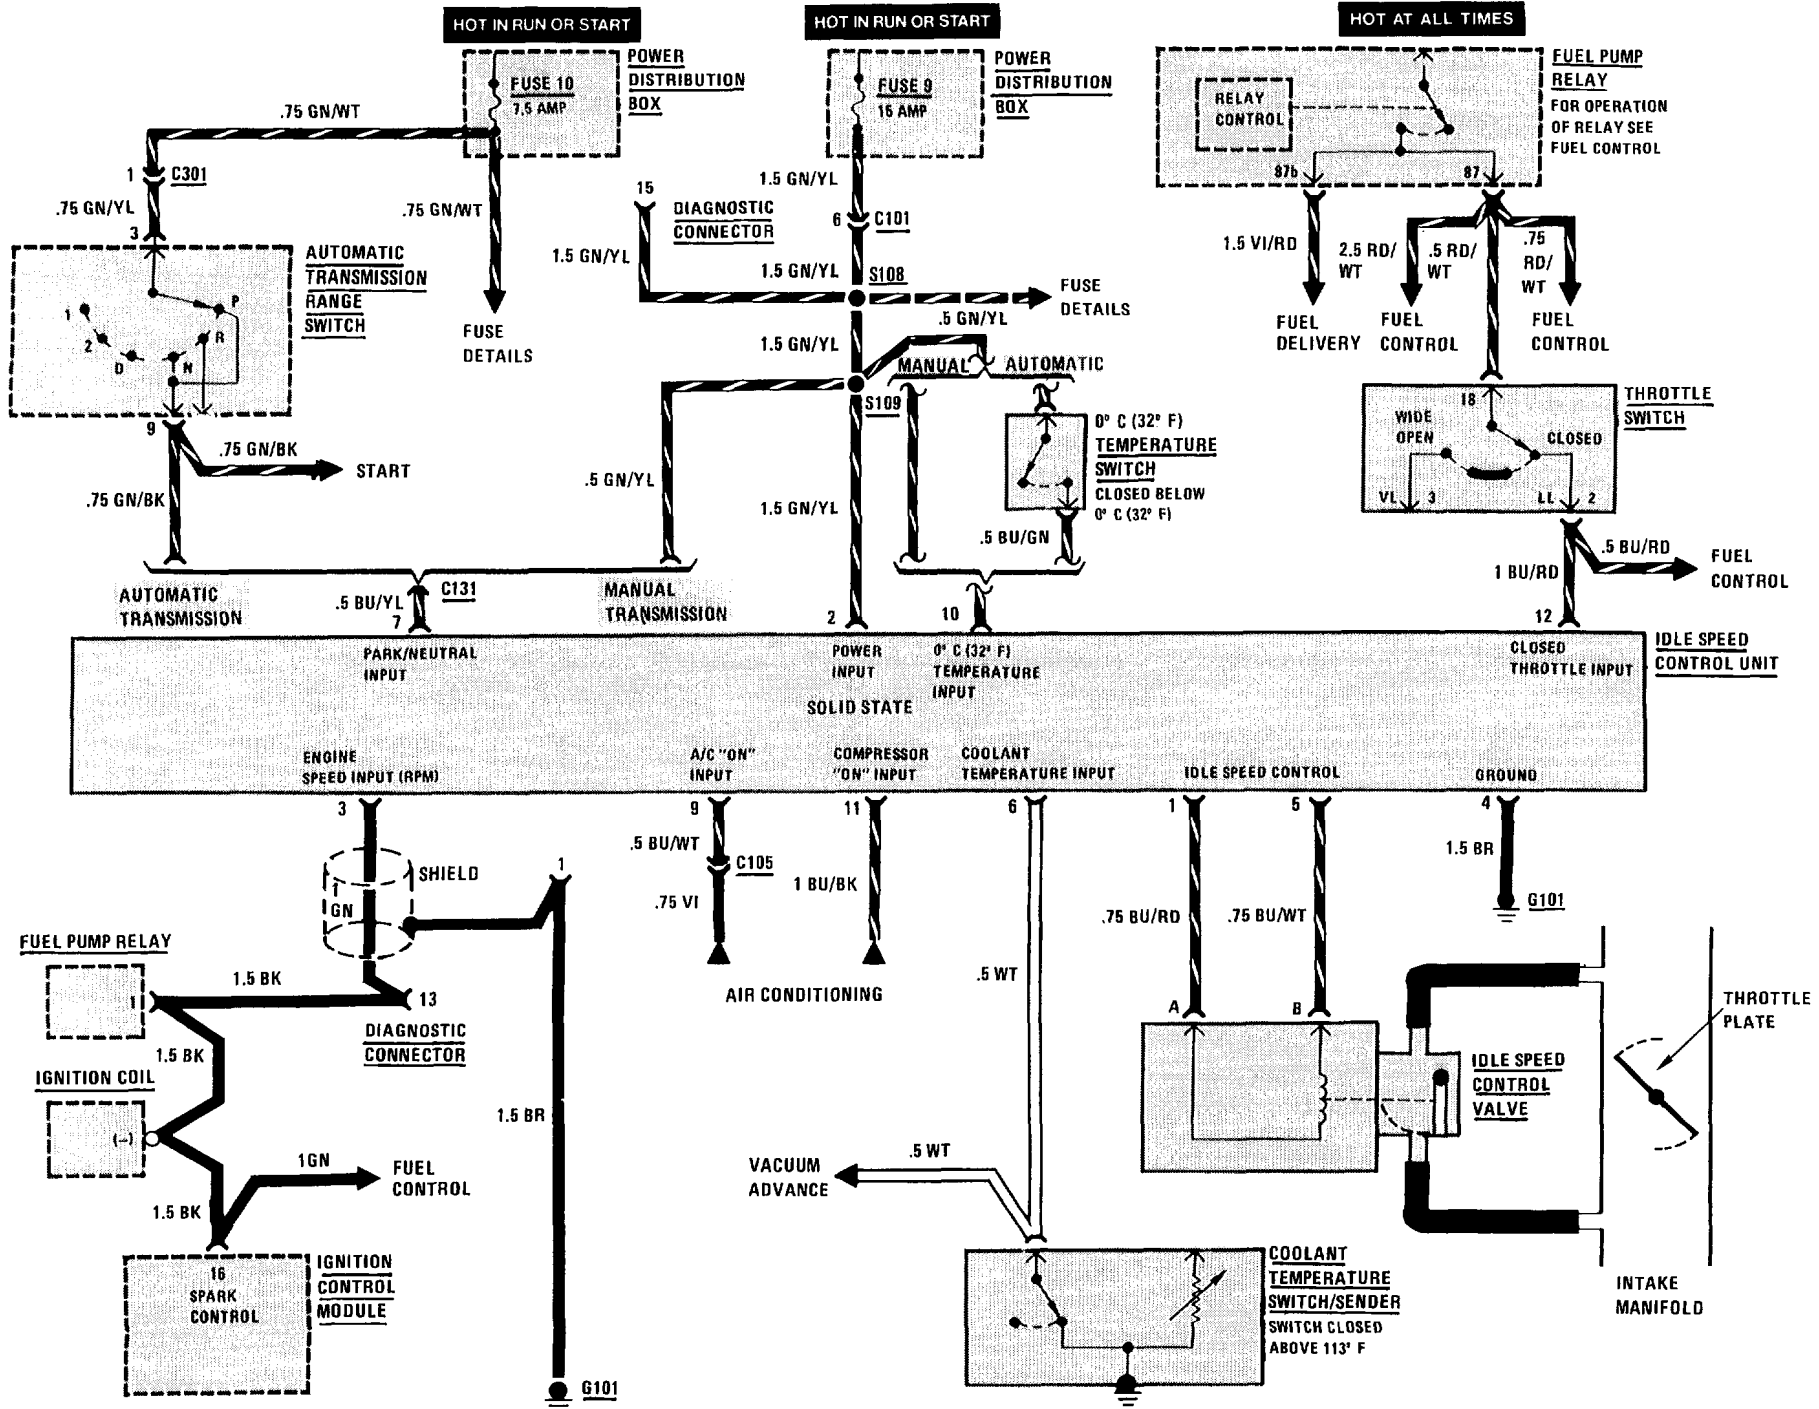 HOT IN RUN OR START
HOT IN RUN OR START
HOT AT ALL TIMES
FUSE 10
7.5 AMP
POWER
DISTRIBUTION
BOX
FUSE 9
15 AMP
POWER
DISTRIBUTION
BOX
RELAY
CONTROL
87b
87
FUEL PUMP
RELAY
FOR OPERATION
OF RELAY SEE
FUEL CONTROL
.75 GN/WT
1
C301
.75 GN/YL
3
.75 GN/WT
FUSE
DETAILS
15
DIAGNOSTIC
CONNECTOR
1.5 GN/YL
1.5 GN/YL
6
C101
1.5 GN/YL
S108
FUSE
DETAILS
1.5 VI/RD
2.5 RD/
WT
.5 RD/
WT
.75
RD/
WT
FUEL
DELIVERY
FUEL
CONTROL
FUEL
CONTROL
AUTOMATIC
TRANSMISSION
RANGE
SWITCH
P
R
N
D
2
1
9
.75 GN/BK
START
.75 GN/BK
1.5 GN/YL
.5 GN/YL
MANUAL
AUTOMATIC
S109
.5 GN/YL
1.5 GN/YL
0° C (32° F)
TEMPERATURE
SWITCH
CLOSED BELOW
0° C (32° F)
.5 BU/GN
THROTTLE
SWITCH
18
WIDE
OPEN
CLOSED
VL
3
LL
2
.5 BU/RD
FUEL
CONTROL
1 BU/RD
12
AUTOMATIC
TRANSMISSION
C131
.5 BU/YL
7
MANUAL
TRANSMISSION
2
10
IDLE SPEED
CONTROL UNIT
PARK/NEUTRAL
INPUT
POWER
INPUT
0° C (32° F)
TEMPERATURE
INPUT
CLOSED
THROTTLE INPUT
SOLID STATE
ENGINE
SPEED INPUT (RPM)
A/C "ON"
INPUT
COMPRESSOR
"ON" INPUT
COOLANT
TEMPERATURE INPUT
IDLE SPEED CONTROL
GROUND
3
9
11
6
1
5
4
SHIELD
1
GN
1
.5 BU/WT
C105
.75 VI
1 BU/BK
AIR CONDITIONING
.5 WT
.75 BU/RD
.75 BU/WT
1.5 BR
G101
FUEL PUMP RELAY
1
1.5 BK
13
DIAGNOSTIC
CONNECTOR
1.5 BK
IGNITION COIL
(-)
1GN
FUEL
CONTROL
1.5 BK
1.5 BR
G101
16
SPARK
CONTROL
IGNITION
CONTROL
MODULE
VACUUM
ADVANCE
.5 WT
COOLANT
TEMPERATURE
SWITCH/SENDER
SWITCH CLOSED
ABOVE 113° F
A
B
IDLE SPEED
CONTROL
VALVE
THROTTLE
PLATE
INTAKE
MANIFOLD